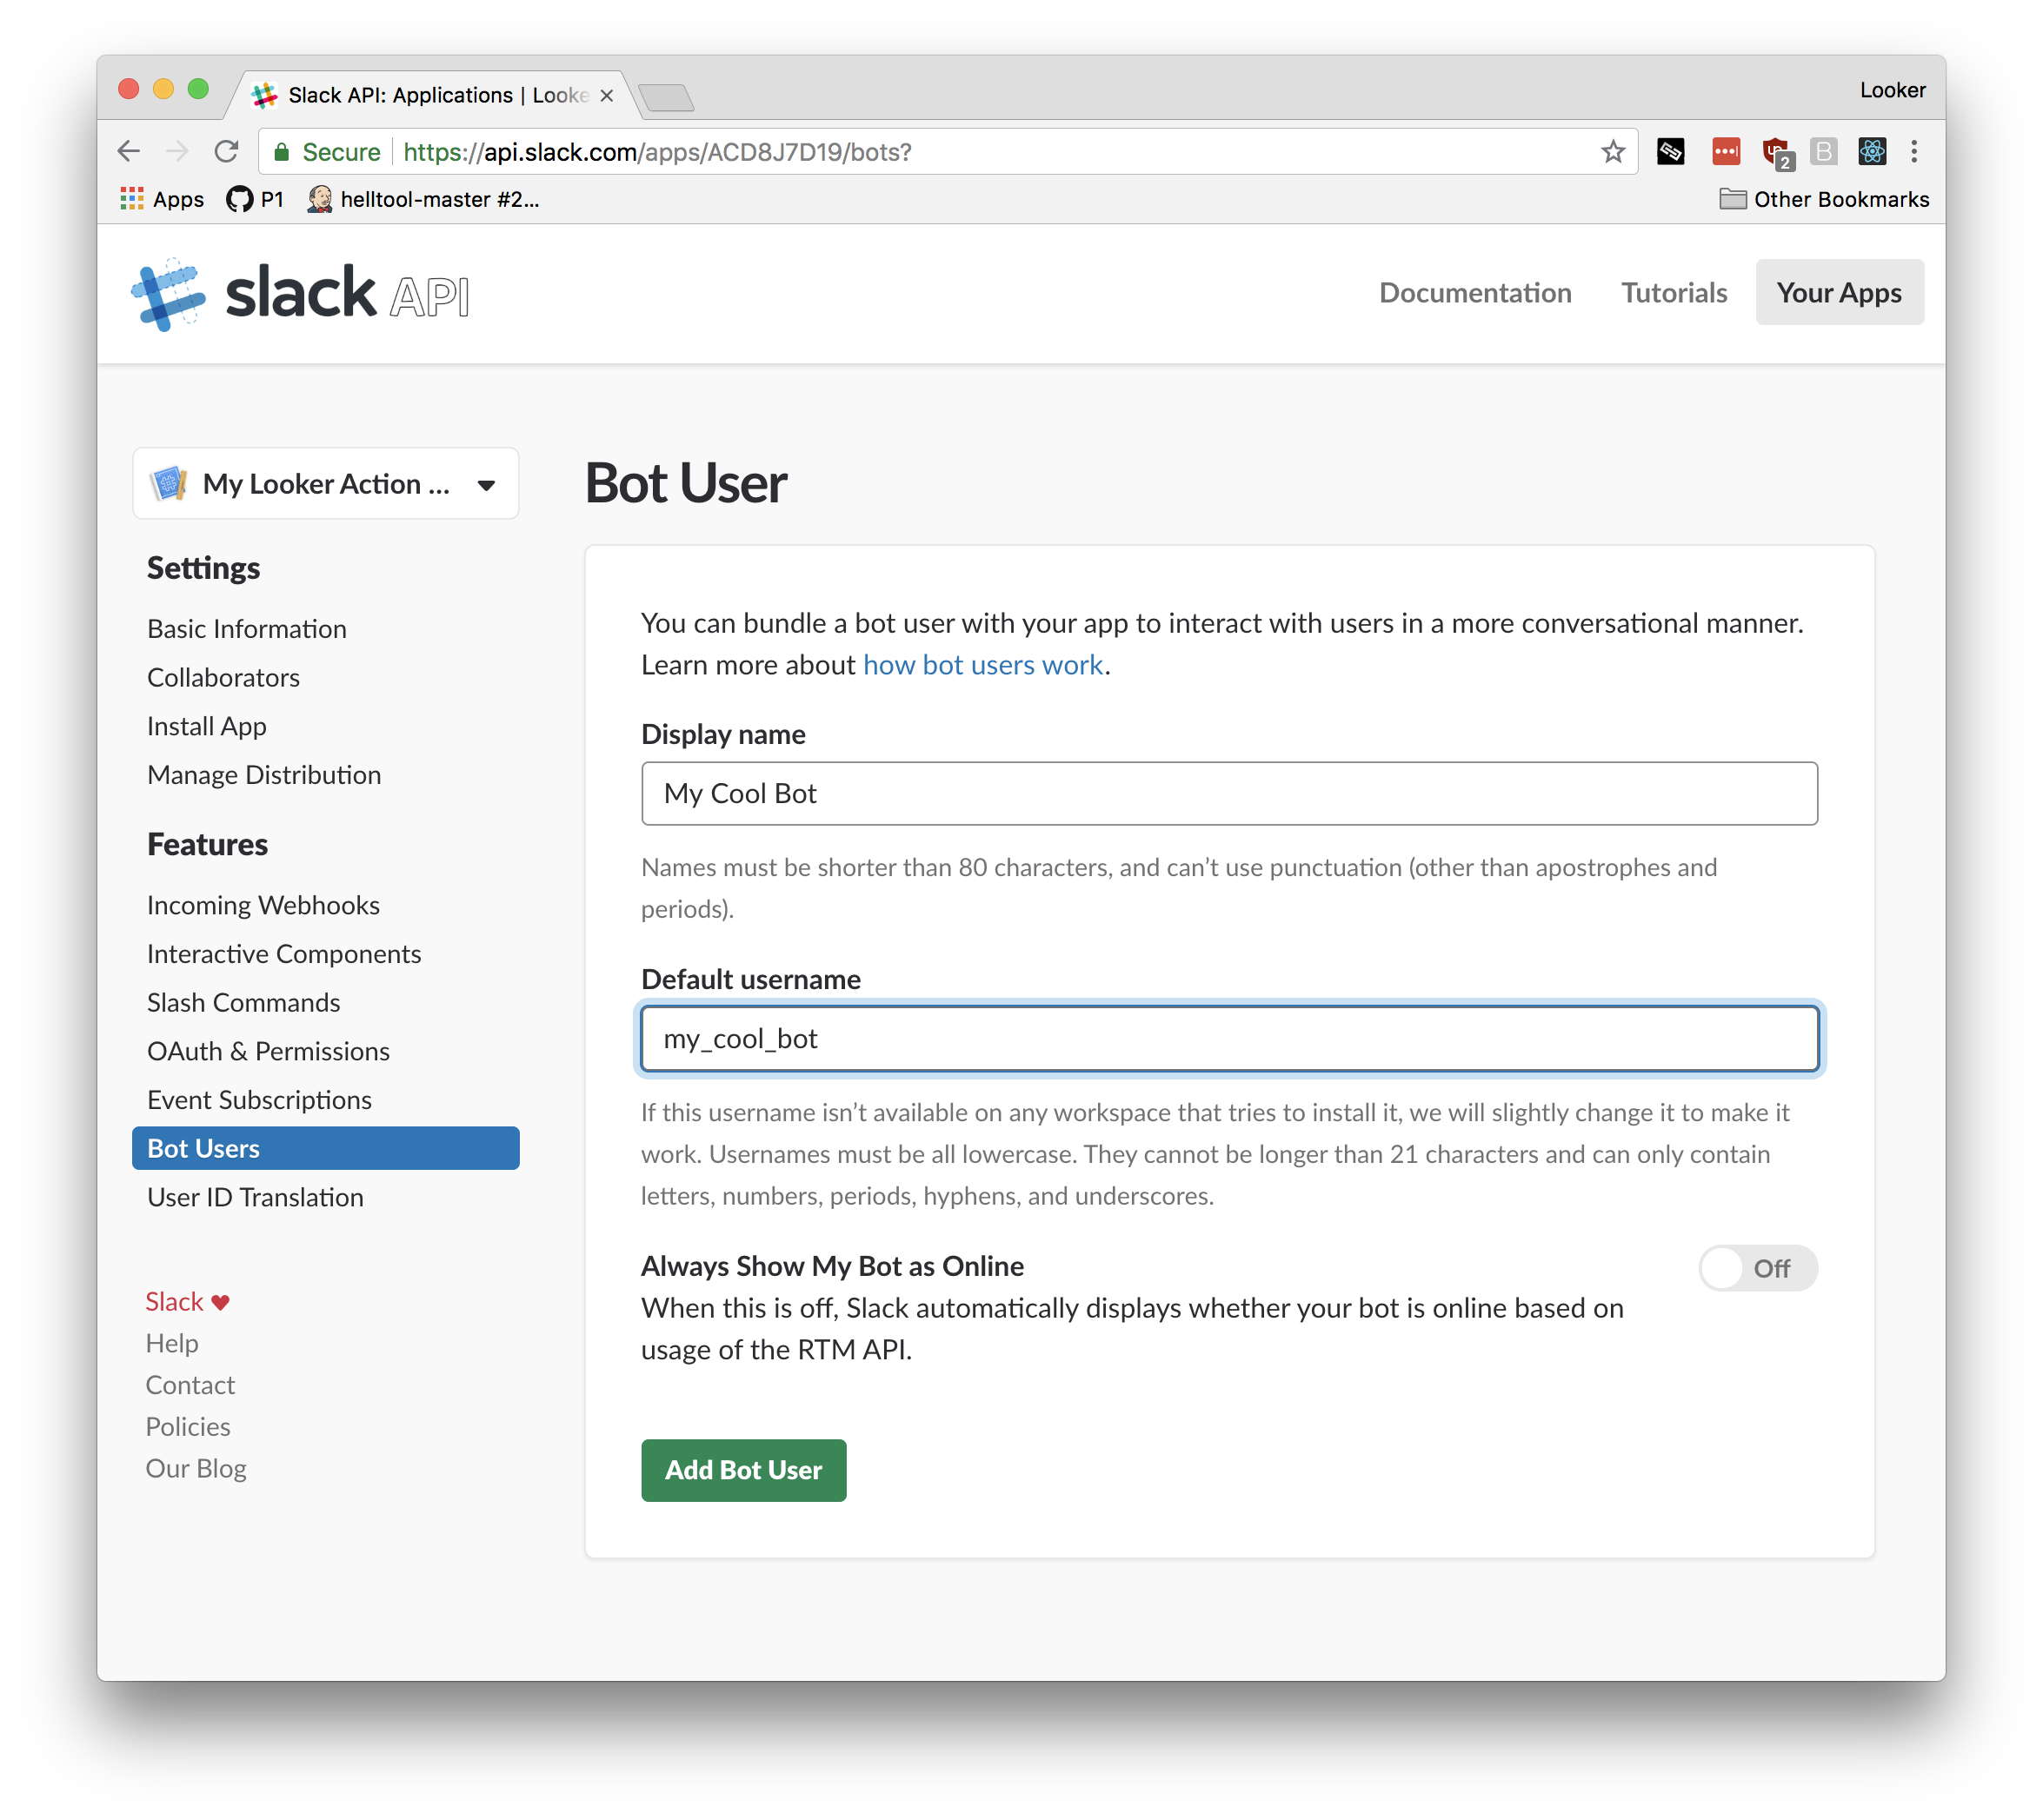 Slack API: Applications | Looke
Looker
Secure https://api.slack.com/apps/ACD8J7D19/bots?
2
B
Apps P1 helltool-master #2... Other Bookmarks
slack API
Documentation Tutorials Your Apps
My Looker Action ...
Settings
Basic Information
Collaborators
Install App
Manage Distribution
Features
Incoming Webhooks
Interactive Components
Slash Commands
OAuth & Permissions
Event Subscriptions
Bot Users
User ID Translation
Slack ♥
Help
Contact
Policies
Our Blog
Bot User
You can bundle a bot user with your app to interact with users in a more conversational manner.
Learn more about how bot users work.
Display name
My Cool Bot
Names must be shorter than 80 characters, and can’t use punctuation (other than apostrophes and
periods).
Default username
my_cool_bot
If this username isn’t available on any workspace that tries to install it, we will slightly change it to make it
work. Usernames must be all lowercase. They cannot be longer than 21 characters and can only contain
letters, numbers, periods, hyphens, and underscores.
Always Show My Bot as Online
Off
When this is off, Slack automatically displays whether your bot is online based on
usage of the RTM API.
Add Bot User